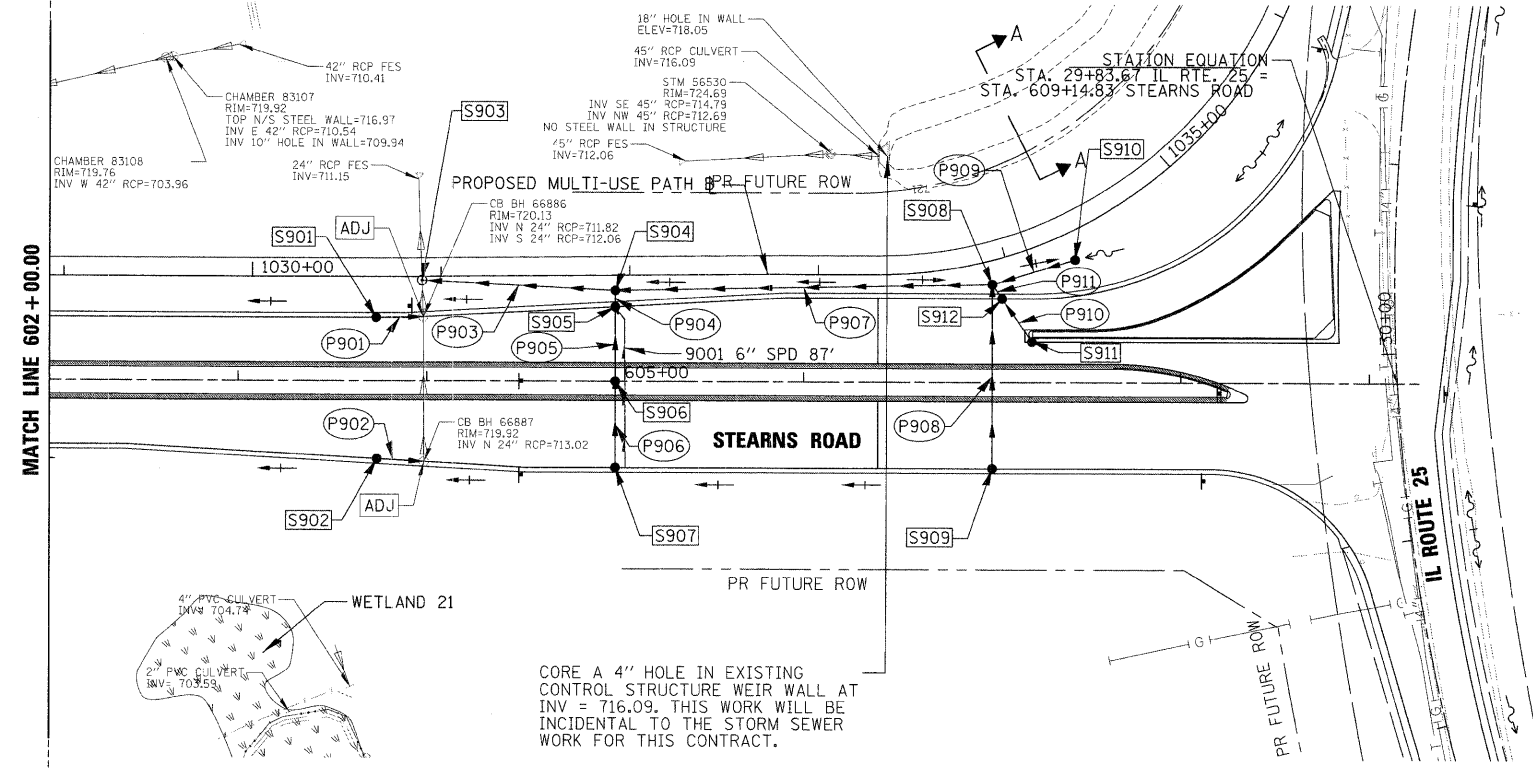 18" HOLE IN WALL
ELEV=718.05
45" RCP CULVERT
INV=716.09
STM 56530
RIM=724.69
INV SE 45" RCP=714.79
INV NW 45" RCP=712.69
NO STEEL WALL IN STRUCTURE
45" RCP FES
INV=712.06
A
A
STATION EQUATION
STA. 29+83.67 IL RTE. 25 =
STA. 609+14.83 STEARNS ROAD
42" RCP FES
INV=710.41
CHAMBER 83107
RIM=719.92
TOP N/S STEEL WALL=716.97
INV E 42" RCP=710.54
INV 10" HOLE IN WALL=709.94
CHAMBER 83108
RIM=719.76
INV W 42" RCP=703.96
24" RCP FES
INV=711.15
S903
1035+00
S910
P909
PROPOSED MULTI-USE PATH B
PR FUTURE ROW
CB BH 66886
RIM=720.13
INV N 24" RCP=711.82
INV S 24" RCP=712.06
S901
ADJ
S904
S908
1030+00
P911
P901
P903
S905
P904
P907
S912
P910
P905
9001 6" SPD 87'
S911
605+00
30+00
MATCH LINE 602+00.00
P902
CB BH 66887
RIM=719.92
INV N 24" RCP=713.02
S906
P906
STEARNS ROAD
P908
ADJ
S902
S907
S909
IL ROUTE 25
PR FUTURE ROW
4" PVC CULVERT
INV= 704.74
WETLAND 21
2" PVC CULVERT
INV= 703.59
CORE A 4" HOLE IN EXISTING
CONTROL STRUCTURE WEIR WALL AT
INV = 716.09. THIS WORK WILL BE
INCIDENTAL TO THE STORM SEWER
WORK FOR THIS CONTRACT.
G
G
PR FUTURE ROW